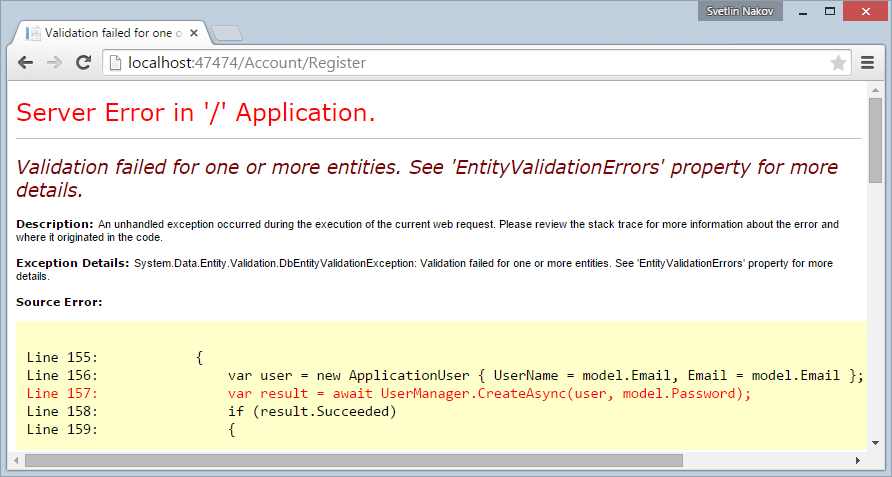 Svetlin Nakov
Validation failed for one o
localhost:47474/Account/Register
Server Error in '/' Application.
Validation failed for one or more entities. See 'EntityValidationErrors' property for more
details.
Description: An unhandled exception occurred during the execution of the current web request. Please review the stack trace for more information about the error and
where it originated in the code.
Exception Details: System.Data.Entity.Validation.DbEntityValidationException: Validation failed for one or more entities. See 'EntityValidationErrors' property for more
details.
Source Error:
Line 155:            {
Line 156:                var user = new ApplicationUser { UserName = model.Email, Email = model.Email };
Line 157:                var result = await UserManager.CreateAsync(user, model.Password);
Line 158:                if (result.Succeeded)
Line 159:                {